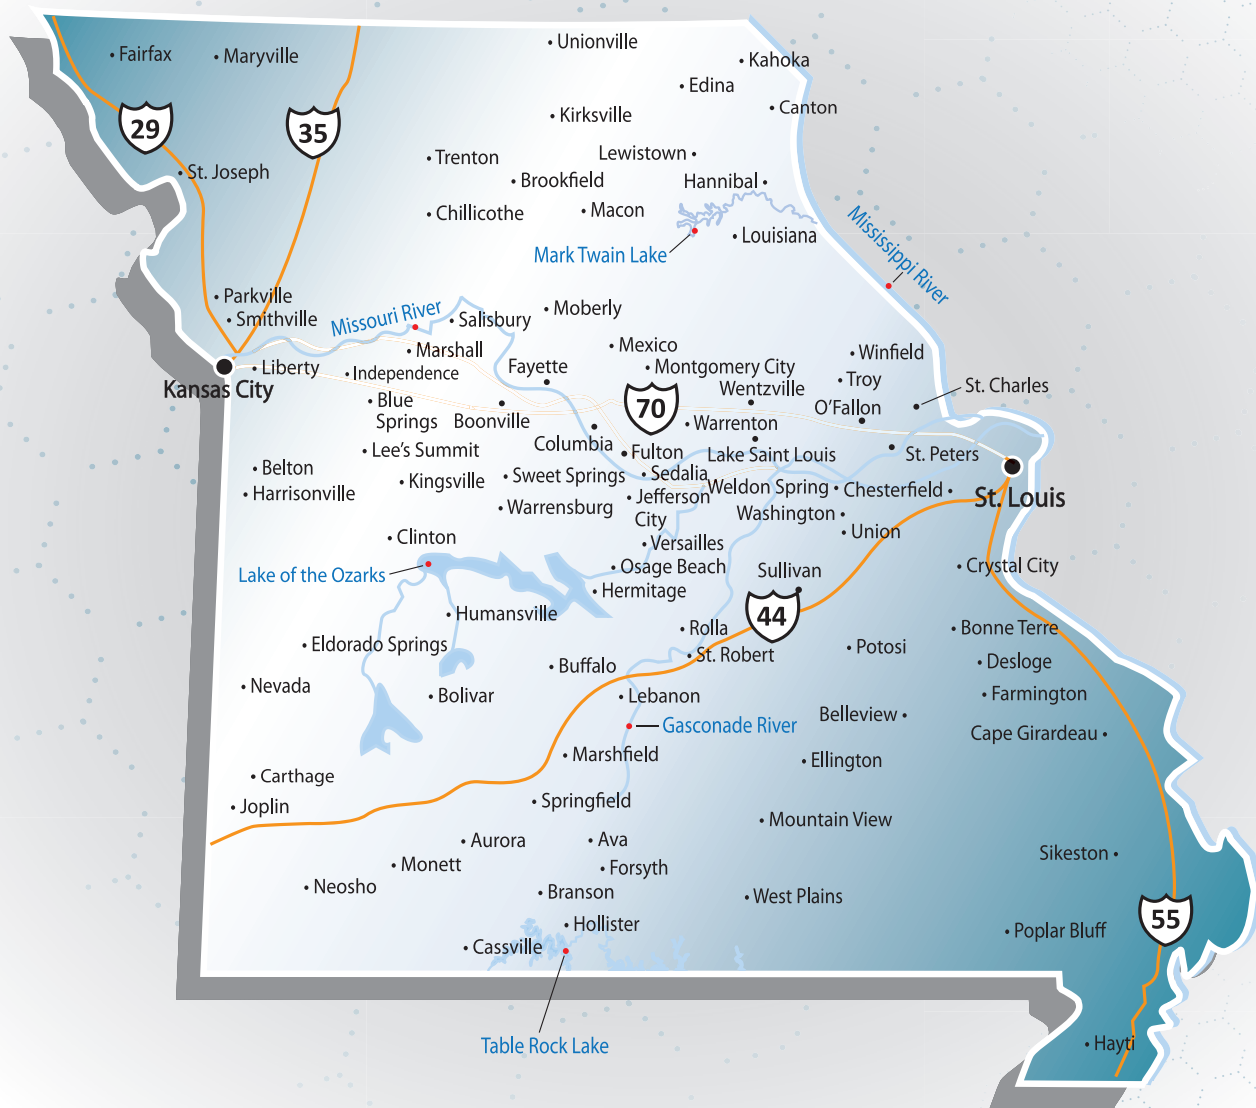 Unionville
Fairfax
Maryville
Kahoka
Edina
Canton
29
35
Kirksville
Trenton
Lewistown
St. Joseph
Brookfield
Hannibal
Chillicothe
Macon
Louisiana
Mark Twain Lake
Mississippi River
Parkville
Smithville
Missouri River
Salisbury
Moberly
Marshall
Mexico
Winfield
Liberty
Independence
Fayette
Montgomery City
Troy
St. Charles
Kansas City
Wentzville
Blue
Springs
Boonville
70
O'Fallon
Warrenton
Columbia
Lee's Summit
Fulton
Lake Saint Louis
St. Peters
Belton
Kingsville
Sweet Springs
Sedalia
Harrisonville
Weldon Spring
Chesterfield
St. Louis
Warrensburg
Jefferson
City
Washington
Clinton
Versailles
Union
Lake of the Ozarks
Osage Beach
Sullivan
Crystal City
Hermitage
Humansville
44
Rolla
Bonne Terre
Eldorado Springs
St. Robert
Potosi
Buffalo
Desloge
Nevada
Bolivar
Lebanon
Farmington
Gasconade River
Belleview
Cape Girardeau
Marshfield
Ellington
Carthage
Joplin
Springfield
Mountain View
Aurora
Ava
Sikeston
Monett
Forsyth
Neosho
Branson
West Plains
Hollister
55
Cassville
Poplar Bluff
Table Rock Lake
Hayti